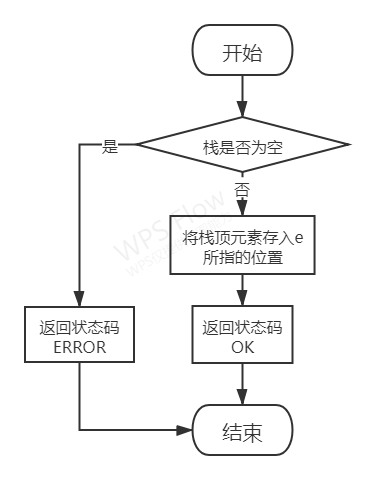 开始
栈是否为空
是
否
将栈顶元素存入e
所指的位置
返回状态码
ERROR
返回状态码
OK
结束
WPS Flow